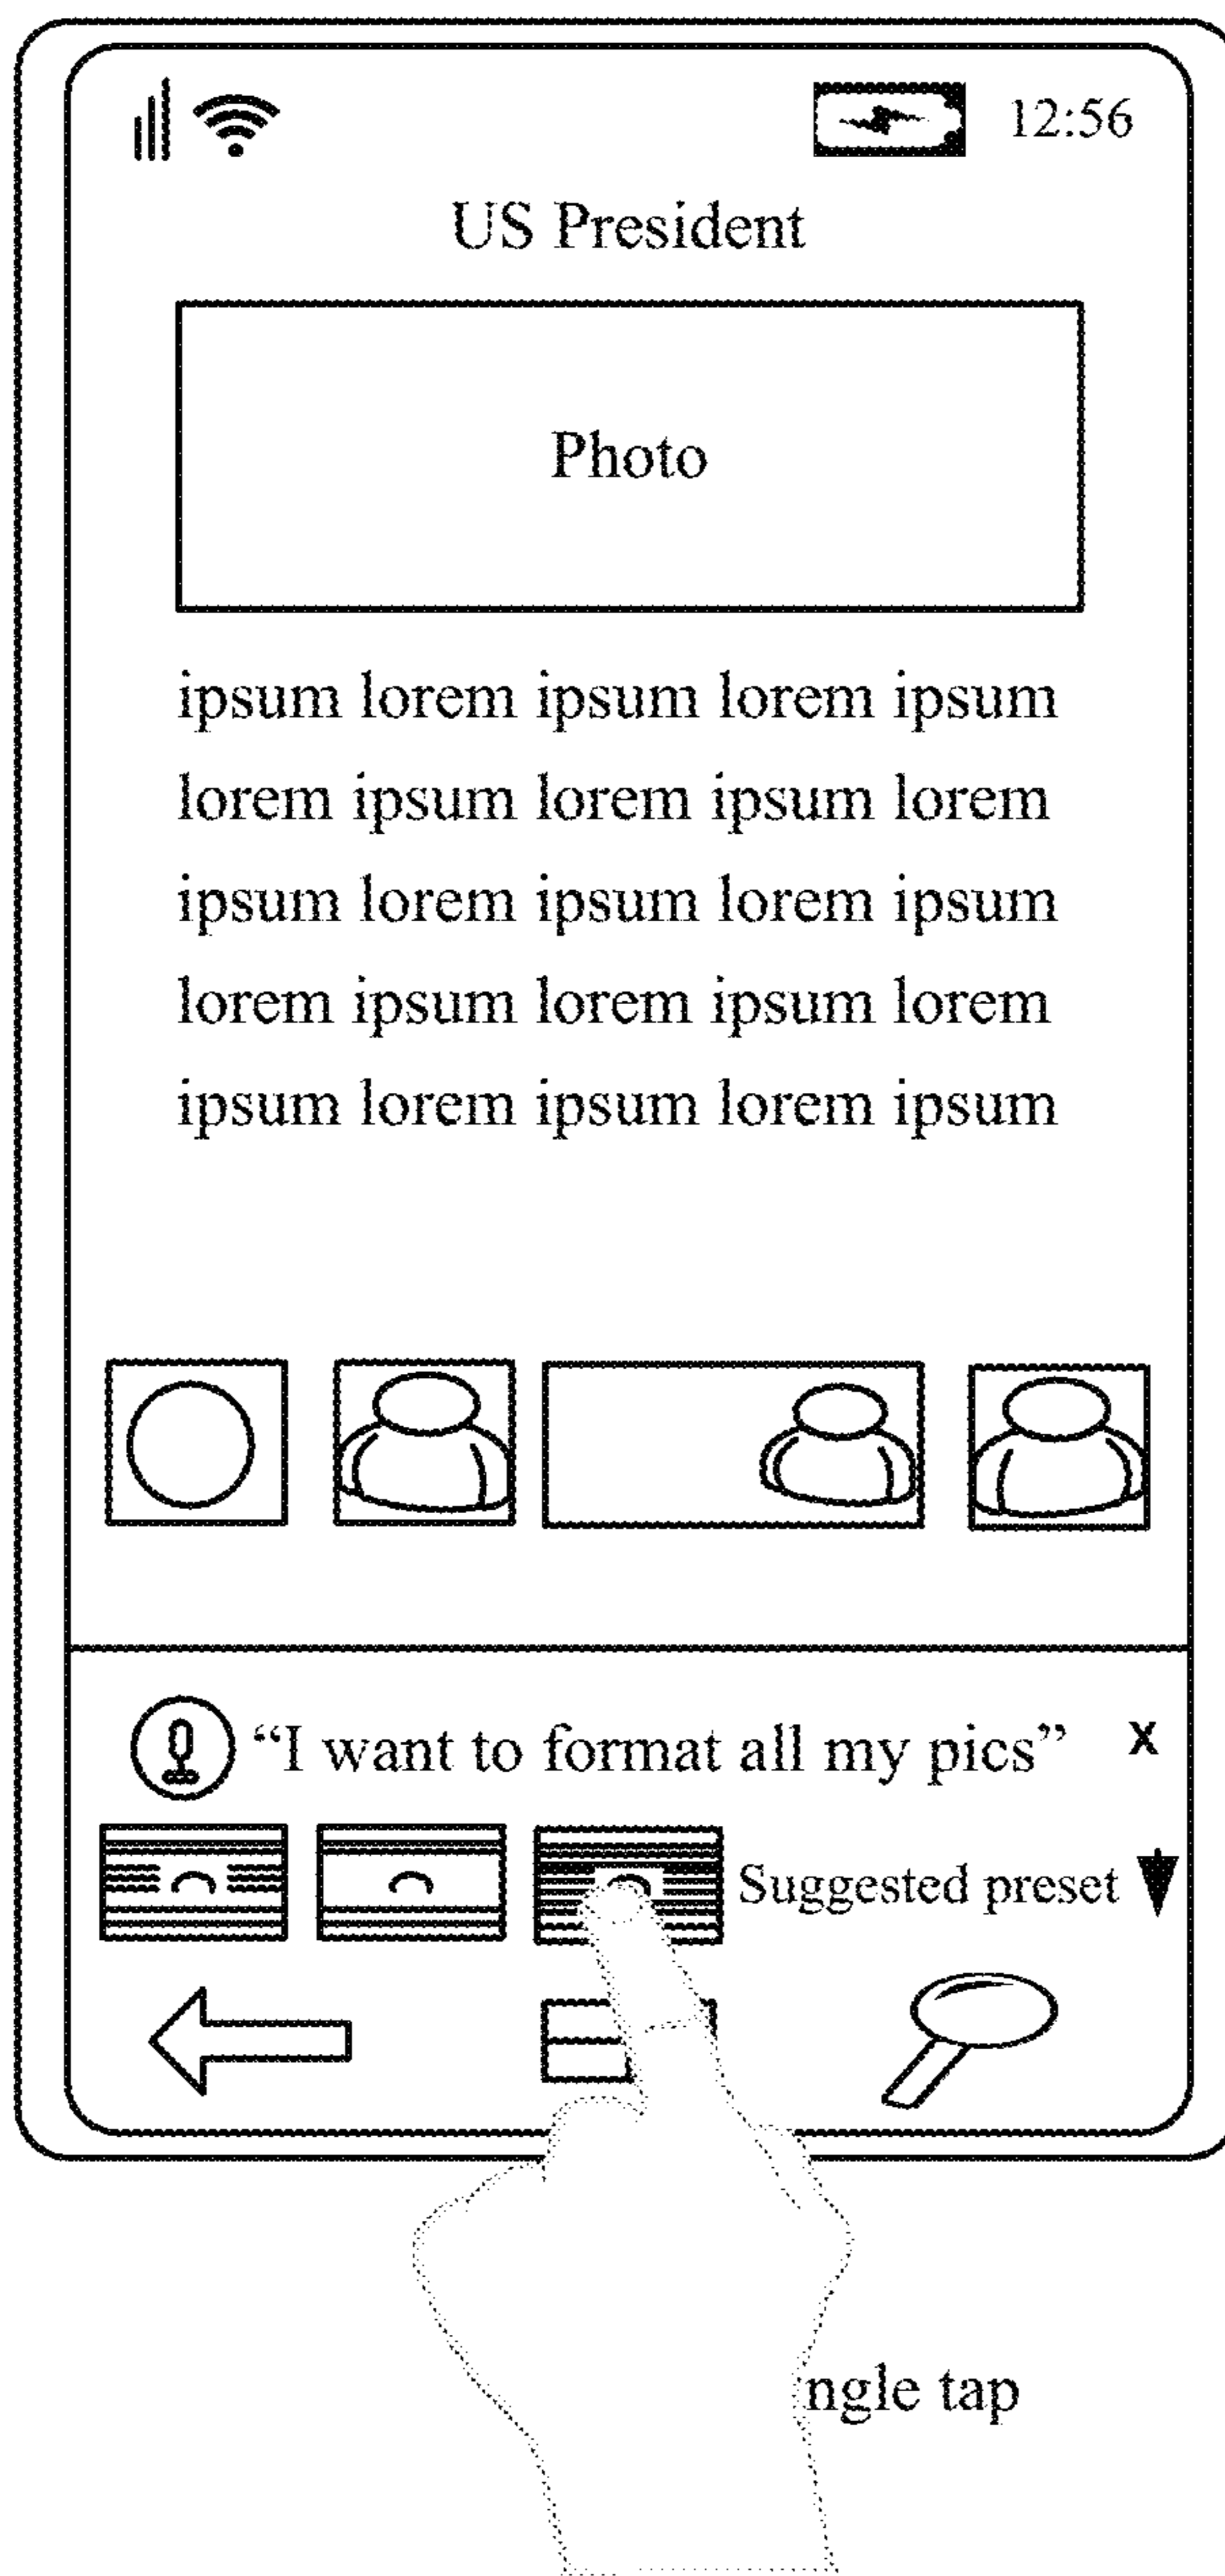 12:56
US President
Photo
ipsum lorem ipsum lorem ipsum
lorem ipsum lorem ipsum lorem
ipsum lorem ipsum lorem ipsum
lorem ipsum lorem ipsum lorem
ipsum lorem ipsum lorem ipsum
“I want to format all my pics” X
Suggested preset
ngle tap